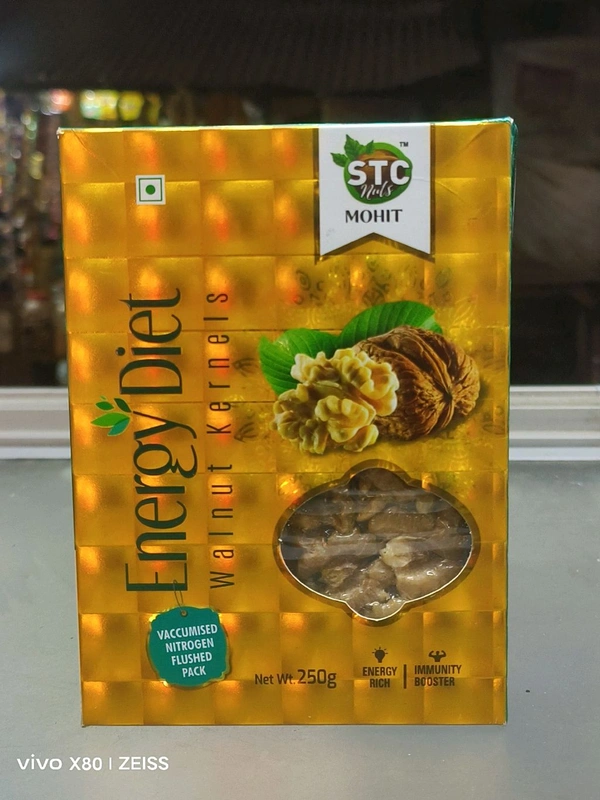 STC
TM
Nuts
MOHIT
Energy Diet
Walnut Kernels
VACCUMISED
NITROGEN
FLUSHED
PACK
Net Wt. 250g
ENERGY
RICH
IMMUNITY
BOOSTER
vivo X80 | ZEISS